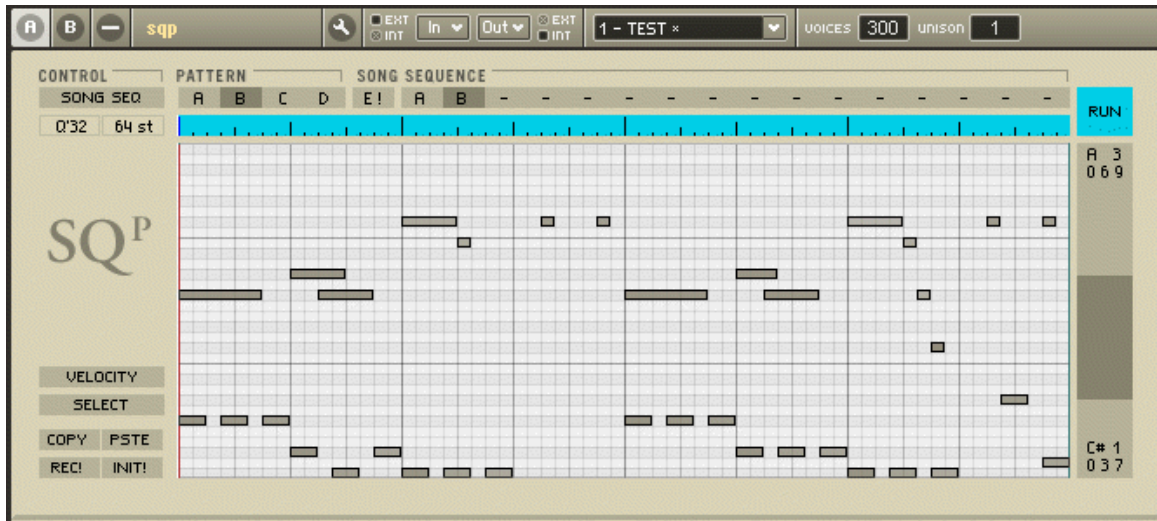 A B sqp EXT INT In Out EXT INT 1 - TEST × VOICES 300 UNISON 1
CONTROL PATTERN SONG SEQUENCE
SONG SEQ A B C D E! A B - - - - - - - - - - - - - -
Q'32 64 st RUN
A 3
069
SQP
VELOCITY
SELECT
COPY PSTE
REC! INIT!
C# 1
037